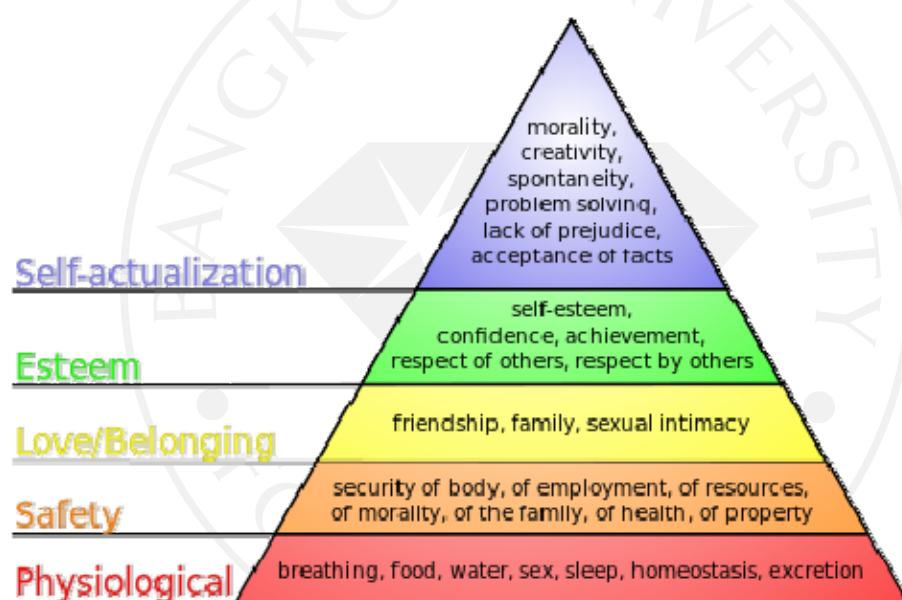 morality,
creativity,
spontaneity,
problem solving,
lack of prejudice,
acceptance of facts
Self-actualization
self-esteem,
confidence, achievement,
respect of others, respect by others
Esteem
friendship, family, sexual intimacy
Love/Belonging
security of body, of employment, of resources,
of morality, of the family, of health, of property
Safety
breathing, food, water, sex, sleep, homeostasis, excretion
Physiological